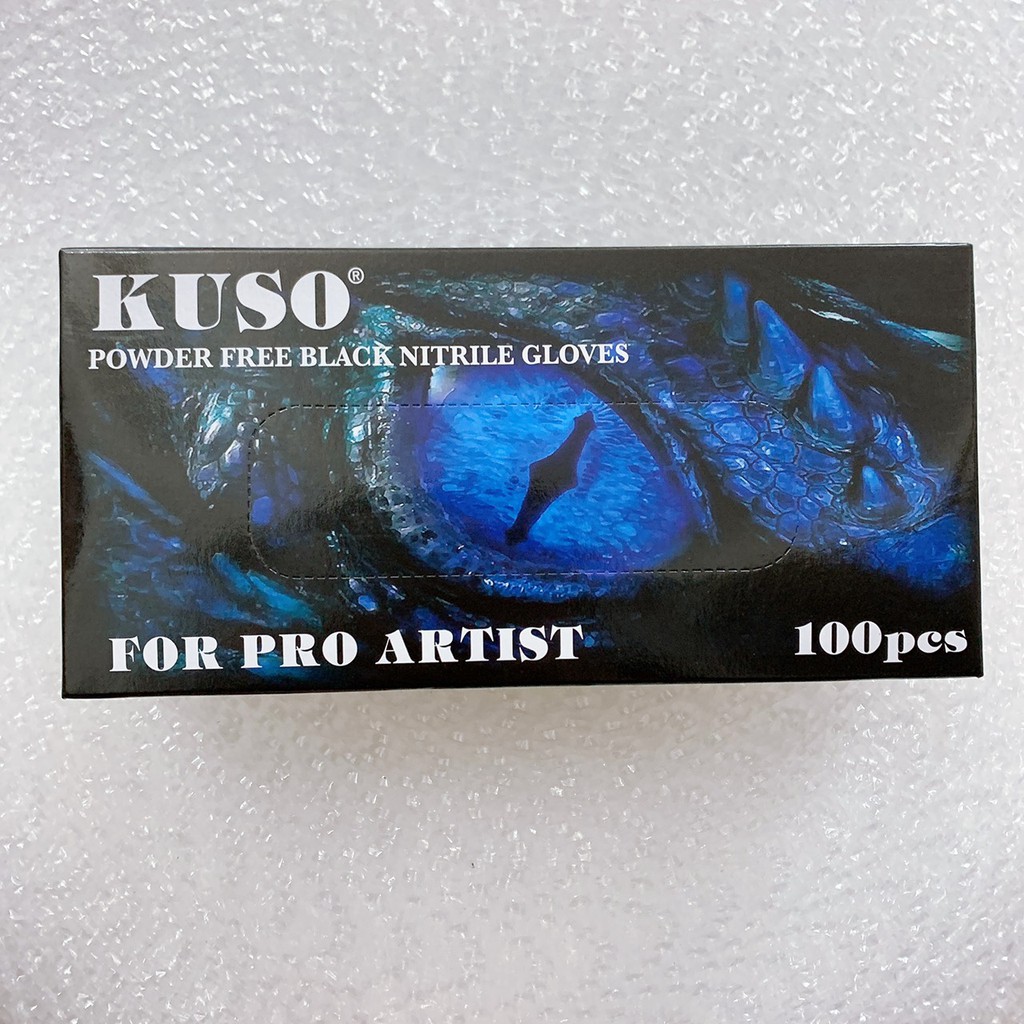 KUSO®
POWDER FREE BLACK NITRILE GLOVES
FOR PRO ARTIST
100pcs